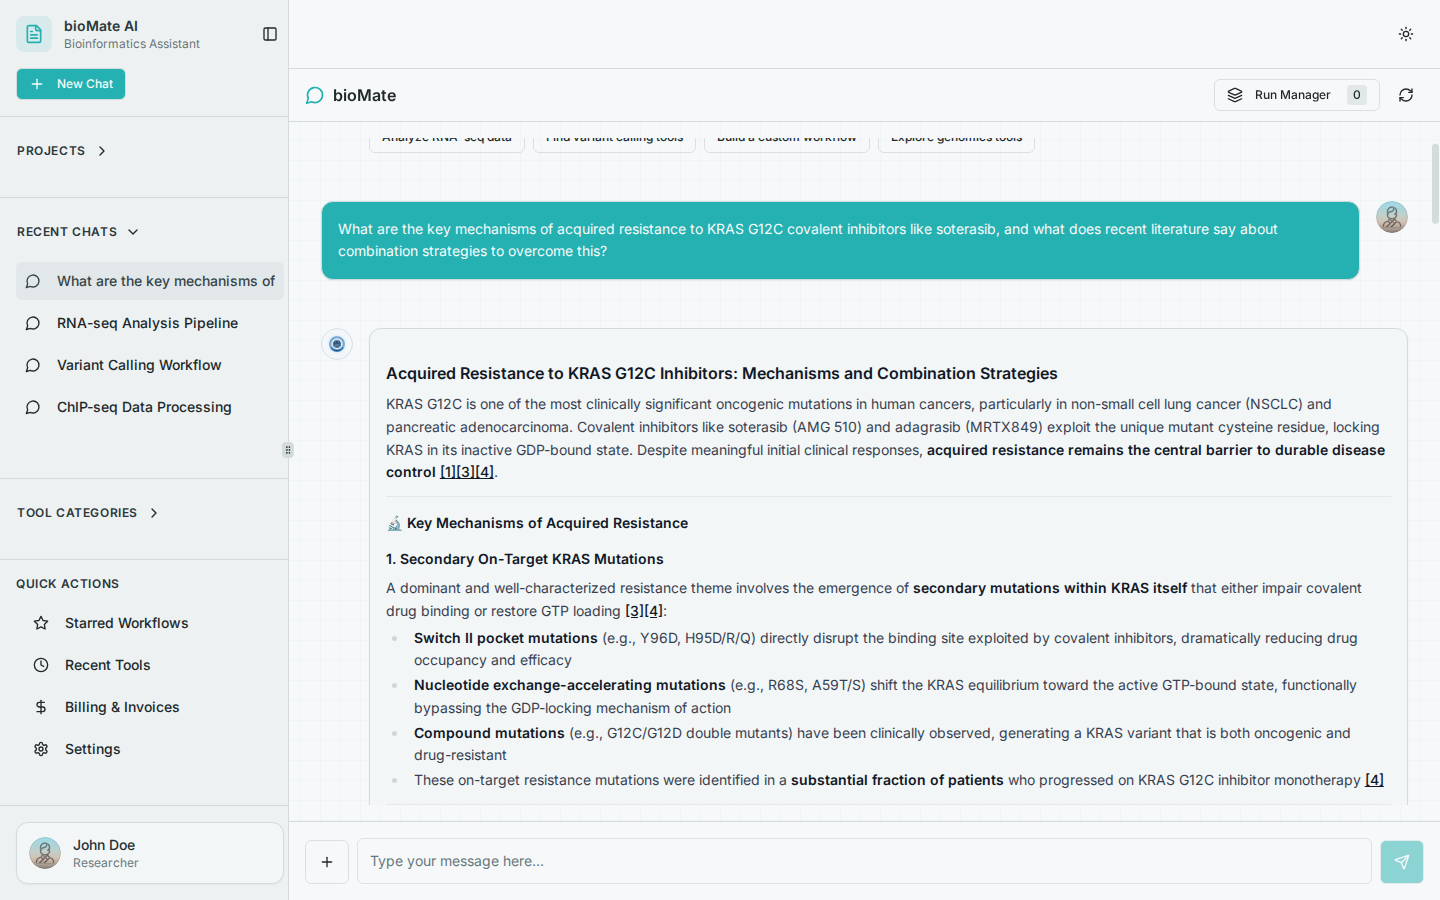 bioMate AI
Bioinformatics Assistant
New Chat
PROJECTS
RECENT CHATS
What are the key mechanisms of
RNA-seq Analysis Pipeline
Variant Calling Workflow
ChIP-seq Data Processing
TOOL CATEGORIES
QUICK ACTIONS
Starred Workflows
Recent Tools
Billing & Invoices
Settings
John Doe
Researcher
bioMate
Run Manager 0
Analyze RNA-seq data Find variant calling tools Build a custom workflow Explore genomics tools
What are the key mechanisms of acquired resistance to KRAS G12C covalent inhibitors like soterasib, and what does recent literature say about
combination strategies to overcome this?
Acquired Resistance to KRAS G12C Inhibitors: Mechanisms and Combination Strategies
KRAS G12C is one of the most clinically significant oncogenic mutations in human cancers, particularly in non-small cell lung cancer (NSCLC) and
pancreatic adenocarcinoma. Covalent inhibitors like soterasib (AMG 510) and adagrasib (MRTX849) exploit the unique mutant cysteine residue, locking
KRAS in its inactive GDP-bound state. Despite meaningful initial clinical responses, acquired resistance remains the central barrier to durable disease
control [1][3][4].
🔬 Key Mechanisms of Acquired Resistance
1. Secondary On-Target KRAS Mutations
A dominant and well-characterized resistance theme involves the emergence of secondary mutations within KRAS itself that either impair covalent
drug binding or restore GTP loading [3][4]:
Switch II pocket mutations (e.g., Y96D, H95D/R/Q) directly disrupt the binding site exploited by covalent inhibitors, dramatically reducing drug
occupancy and efficacy
Nucleotide exchange-accelerating mutations (e.g., R68S, A59T/S) shift the KRAS equilibrium toward the active GTP-bound state, functionally
bypassing the GDP-locking mechanism of action
Compound mutations (e.g., G12C/G12D double mutants) have been clinically observed, generating a KRAS variant that is both oncogenic and
drug-resistant
These on-target resistance mutations were identified in a substantial fraction of patients who progressed on KRAS G12C inhibitor monotherapy [4]
Type your message here...